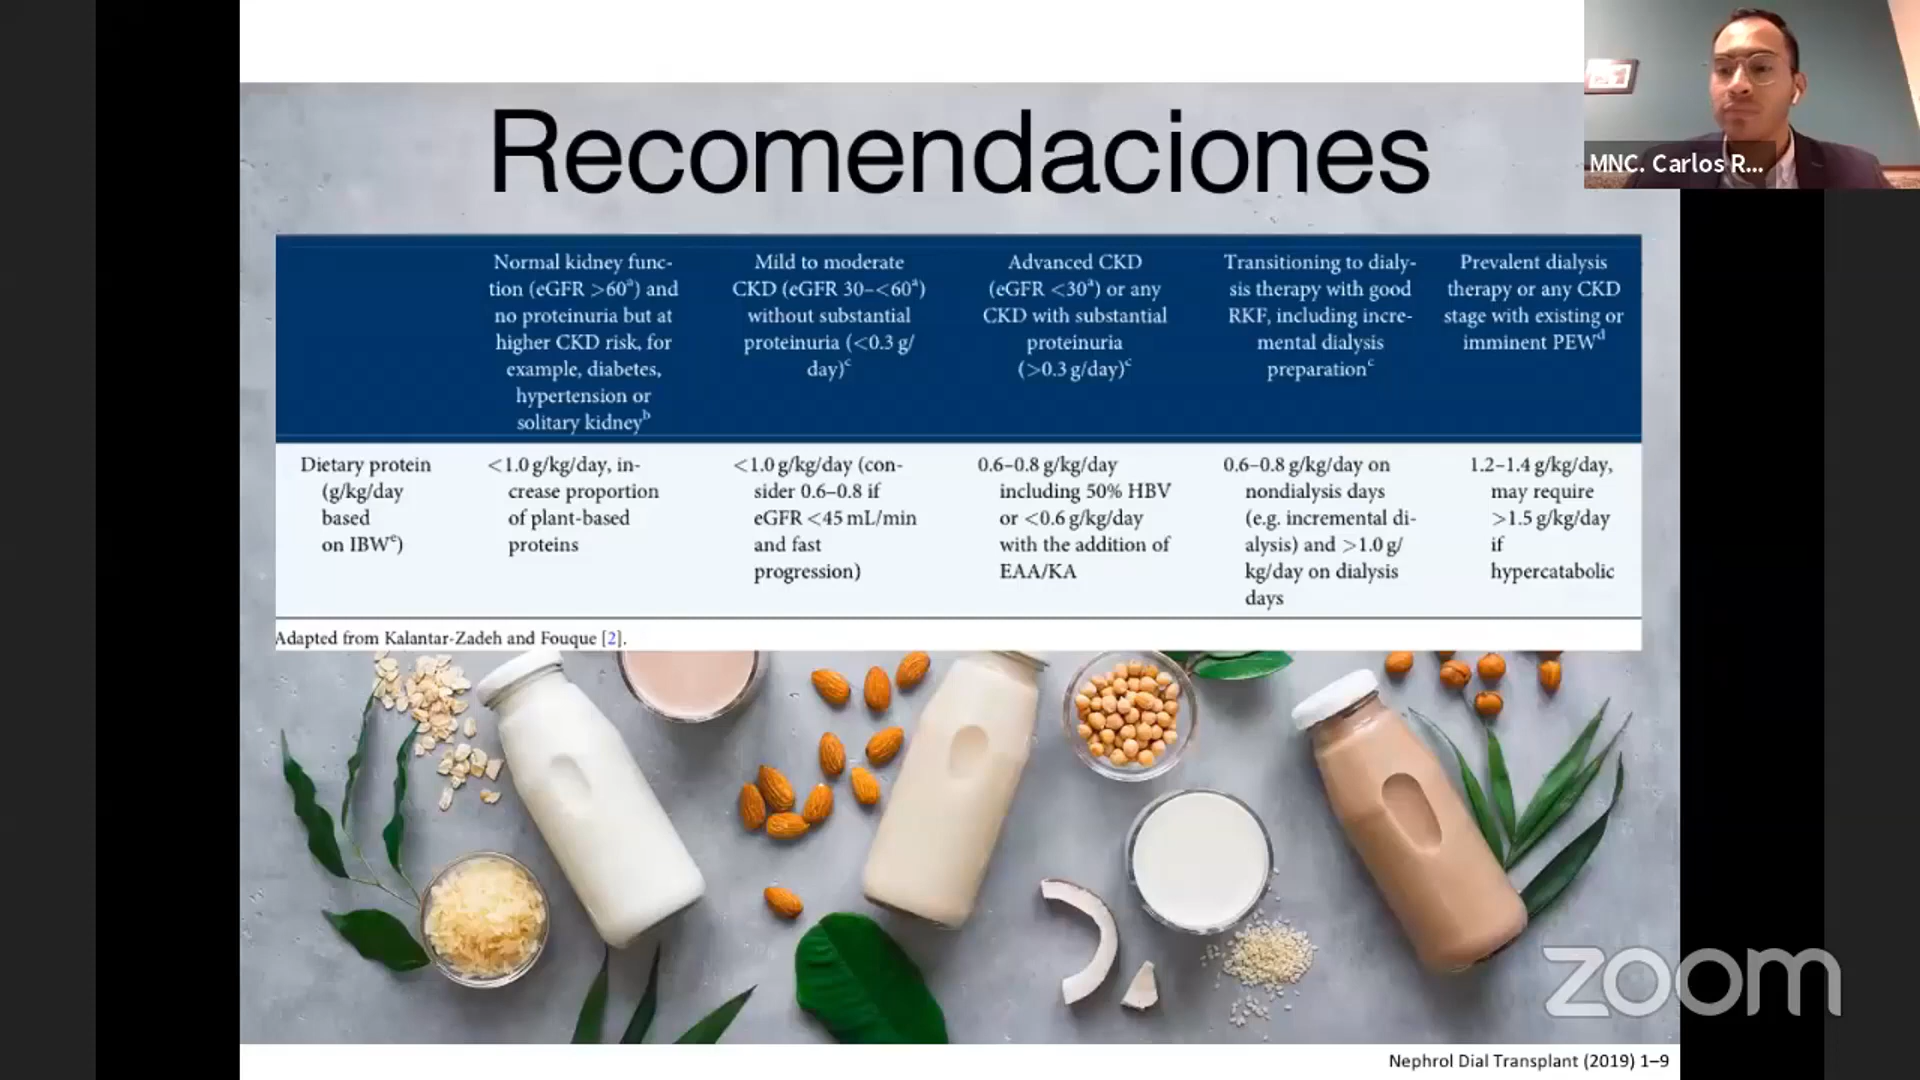 Recomendaciones
MNC. Carlos R...
Normal kidney func-
tion (eGFR >60ᵃ) and
no proteinuria but at
higher CKD risk, for
example, diabetes,
hypertension or
solitary kidneyᵇ
Mild to moderate
CKD (eGFR 30–<60ᵃ)
without substantial
proteinuria (<0.3 g/
day)ᶜ
Advanced CKD
(eGFR <30ᵃ) or any
CKD with substantial
proteinuria
(>0.3 g/day)ᶜ
Transitioning to dialy-
sis therapy with good
RKF, including incre-
mental dialysis
preparationᶜ
Prevalent dialysis
therapy or any CKD
stage with existing or
imminent PEWᵈ
Dietary protein
(g/kg/day
based
on IBWᵉ)
<1.0 g/kg/day, in-
crease proportion
of plant-based
proteins
<1.0 g/kg/day (con-
sider 0.6–0.8 if
eGFR <45 mL/min
and fast
progression)
0.6–0.8 g/kg/day
including 50% HBV
or <0.6 g/kg/day
with the addition of
EAA/KA
0.6–0.8 g/kg/day on
nondialysis days
(e.g. incremental di-
alysis) and >1.0 g/
kg/day on dialysis
days
1.2–1.4 g/kg/day,
may require
>1.5 g/kg/day
if
hypercatabolic
Adapted from Kalantar-Zadeh and Fouque [2].
zoom
Nephrol Dial Transplant (2019) 1–9